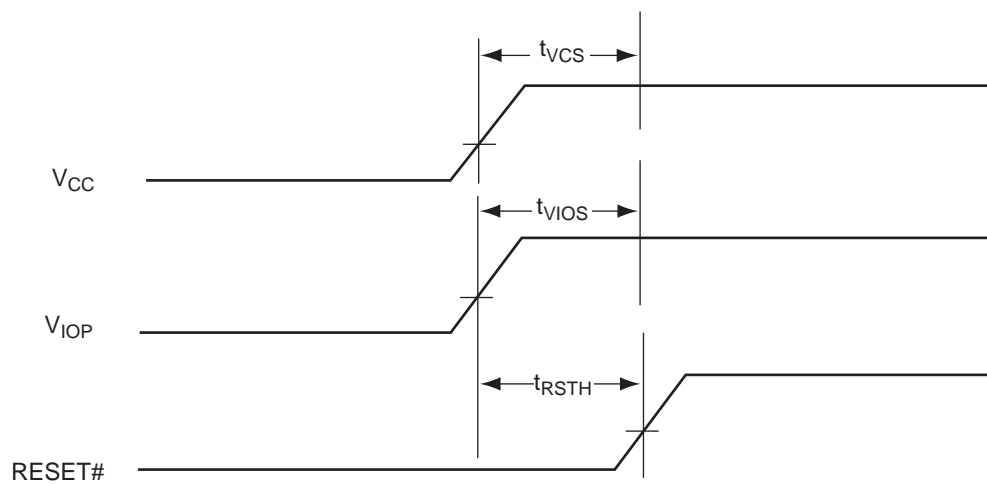 tVCS
VCC
tVIOS
VIOP
tRSTH
RESET#